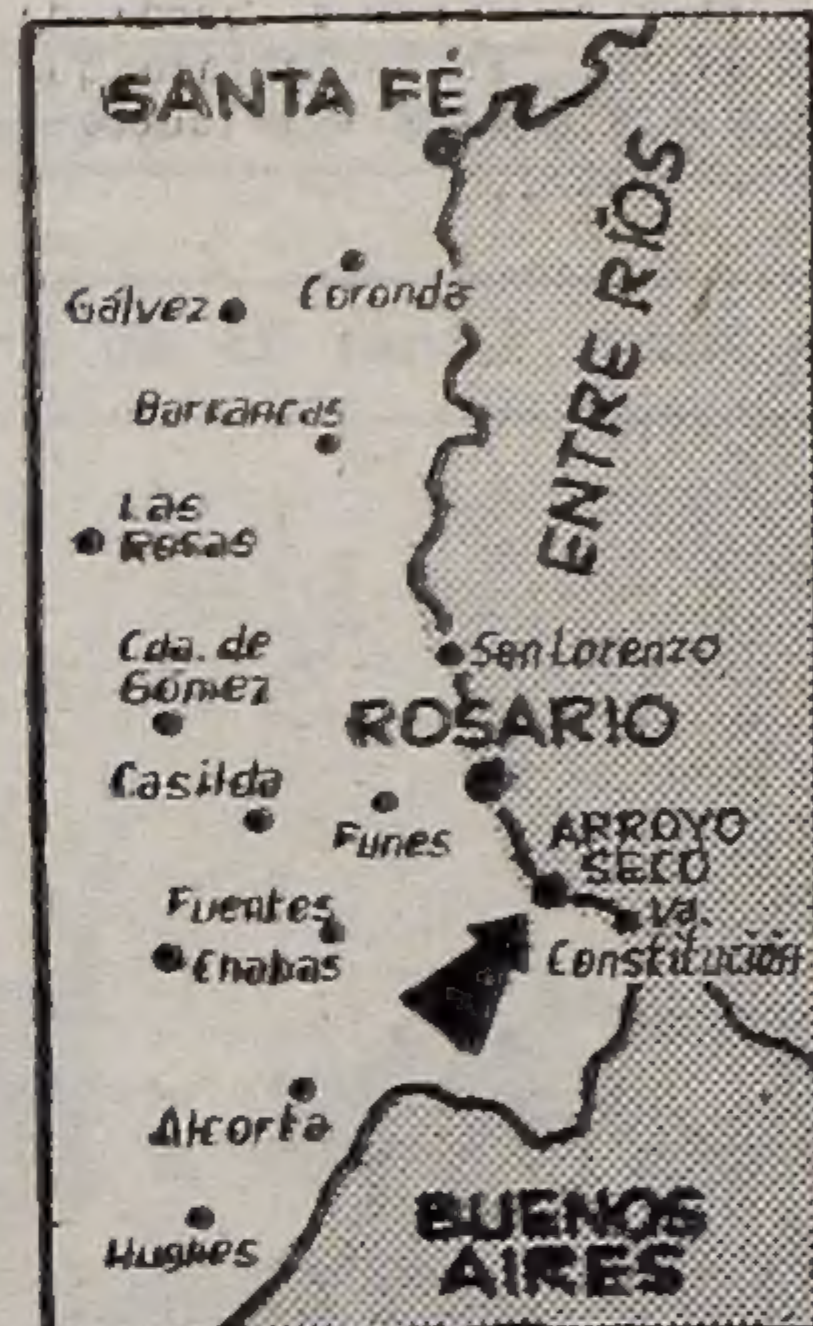 SANTA FÉ
ENTRE RÍOS
Coronda
Gálvez
Barrancas
Las
Rosas
Cda. de
Gómez
San Lorenzo
ROSARIO
Casilda
Funes
ARROYO
SECO
Fuentes
Va.
Constitución
Chabas
Alcorta
BUENOS
AIRES
Hughes